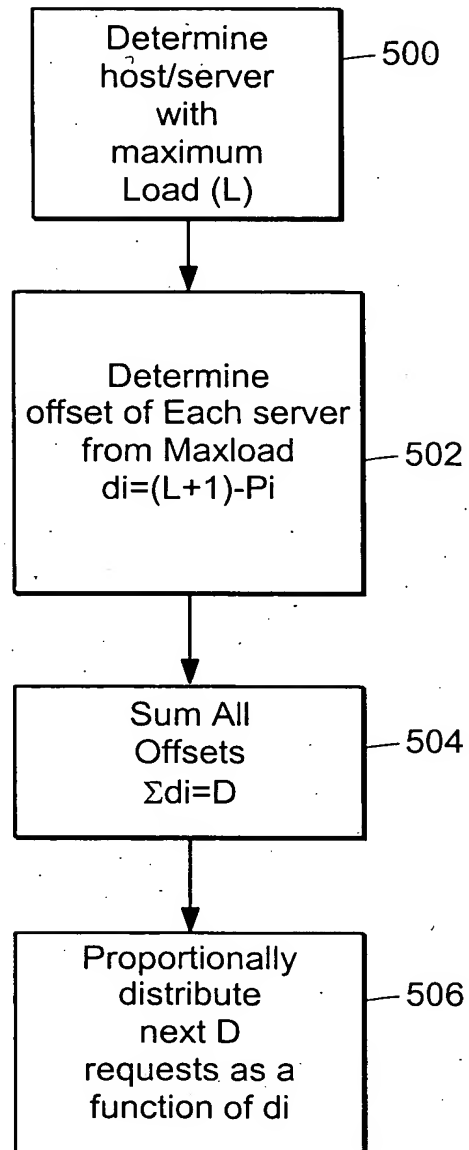 Determine
host/server
with
maximum
Load (L)
500
Determine
offset of Each server
from Maxload
di=(L+1)-Pi
502
Sum All
Offsets
Σdi=D
504
Proportionally
distribute
next D
requests as a
function of di
506